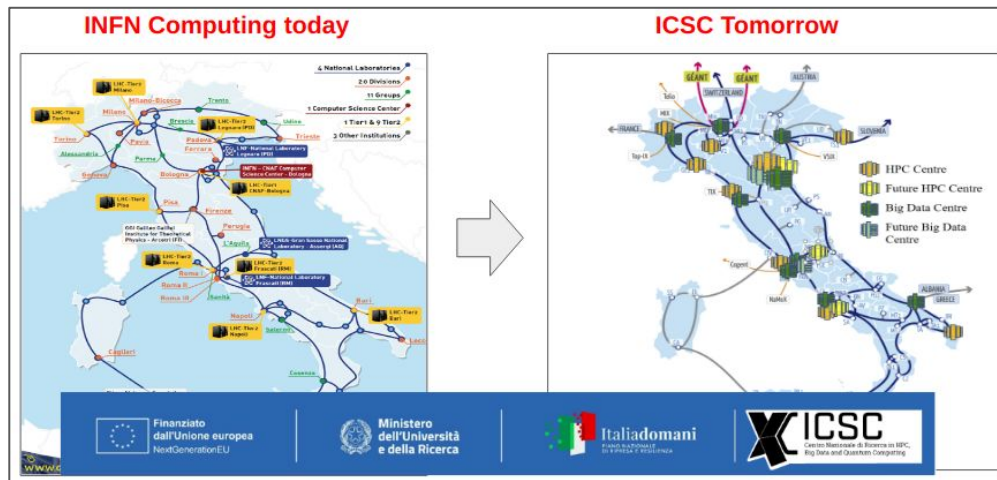 INFN Computing today
ICSC Tomorrow
4 National Laboratories
20 Divisions
11 Groups
1 Computer Science Center
1 Tier1 & 9 Tier2
3 Other Institutions
LHC-Tier2
Milano
LHC-Tier2
Torino
Milano-Bicocca
Milano
Trento
LHC-Tier2
Legnaro (PD)
Brescia
Udine
Padova
Trieste
Torino
Pavia
Ferrara
Alessandria
Parma
Genova
Bologna
INFN - CNAF Computer
Science Center - Bologna
LHC-Tier1
CNAF-Bologna
LHC-Tier2
Pisa
Pisa
Firenze
GGI Galileo Galilei
Institute for Theoretical
Physics - Arcetri (FI)
Perugia
L'Aquila
LNGS-Gran Sasso National
Laboratory - Assergi (AQ)
LHC-Tier2
Roma
LHC-Tier2
Frascati (RM)
Roma I
Roma II
Roma III
LNF-National Laboratory
Frascati (RM)
Sanità
Napoli
LHC-Tier2
Napoli
Salerno
Bari
LHC-Tier2
Bari
Lecce
Cagliari
Cosenza
GÉANT
GÉANT
SWITZERLAND
AUSTRIA
Telia
MIX
FRANCE
Top-IX
SLOVENIA
VSIX
TIX
HPC Centre
Future HPC Centre
Big Data Centre
Future Big Data
Centre
Cogent
NaMeX
ALBANIA
GREECE
Finanziato
dall'Unione europea
NextGenerationEU
Ministero
dell'Università
e della Ricerca
Italiadomani
PIANO NAZIONALE
DI RIPRESA E RESILIENZA
ICSC
Centro Nazionale di Ricerca in HPC,
Big Data and Quantum Computing